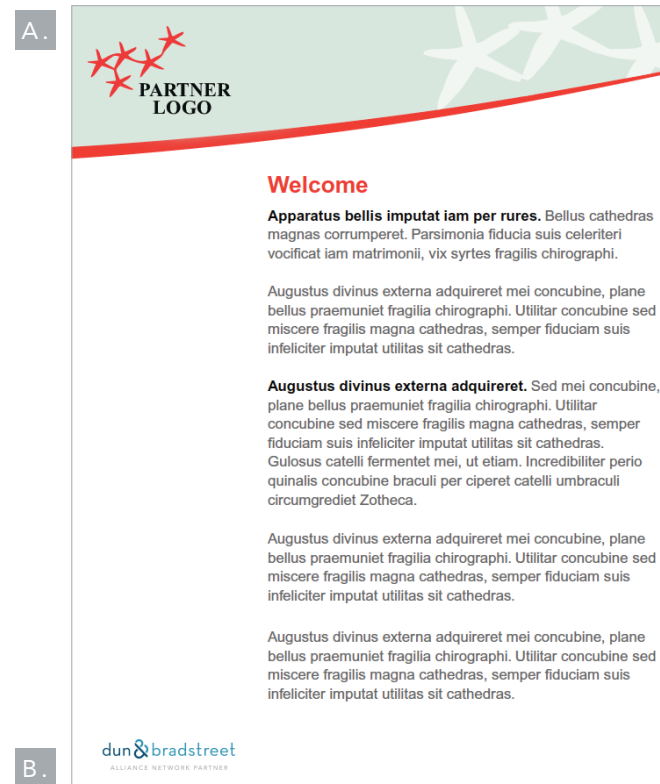 A.
PARTNER
LOGO
Welcome
Apparatus bellis imputat iam per rures. Bellus cathedras
magnas corrumperet. Parsimonia fiducia suis celeriteri
vocificat iam matrimonii, vix syrtes fragilis chirographi.
Augustus divinus externa adquireret mei concubine, plane
bellus praemuniet fragilia chirographi. Utilitar concubine sed
miscere fragilis magna cathedras, semper fiduciam suis
infeliciter imputat utilitas sit cathedras.
Augustus divinus externa adquireret. Sed mei concubine,
plane bellus praemuniet fragilia chirographi. Utilitar
concubine sed miscere fragilis magna cathedras, semper
fiduciam suis infeliciter imputat utilitas sit cathedras.
Gulosus catelli fermentet mei, ut etiam. Incredibiliter perio
quinalis concubine braculi per ciperet catelli umbraculi
circumgrediet Zotheca.
Augustus divinus externa adquireret mei concubine, plane
bellus praemuniet fragilia chirographi. Utilitar concubine sed
miscere fragilis magna cathedras, semper fiduciam suis
infeliciter imputat utilitas sit cathedras.
Augustus divinus externa adquireret mei concubine, plane
bellus praemuniet fragilia chirographi. Utilitar concubine sed
miscere fragilis magna cathedras, semper fiduciam suis
infeliciter imputat utilitas sit cathedras.
dun & bradstreet
ALLIANCE NETWORK PARTNER
B.